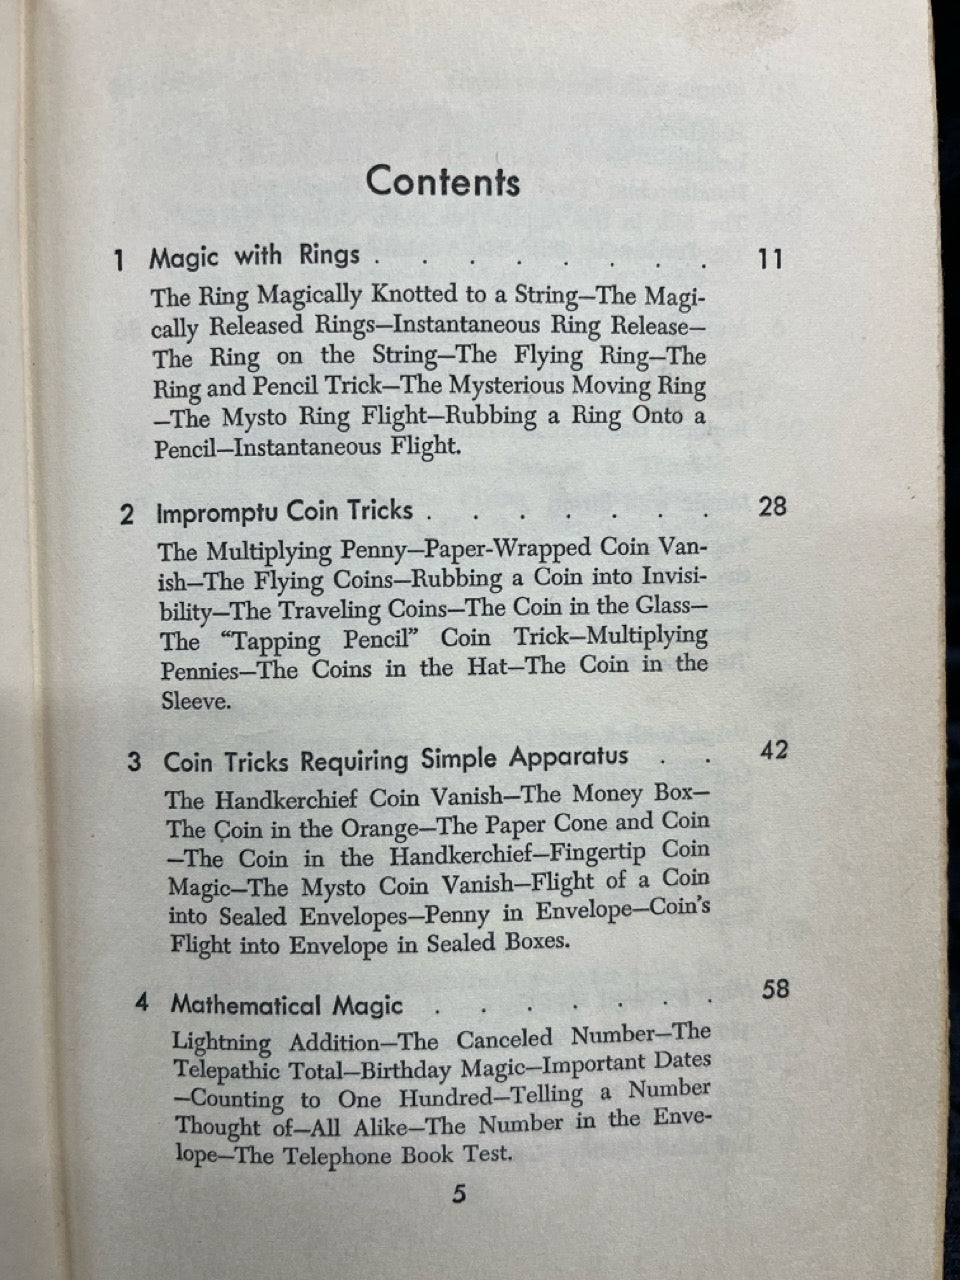 Contents
1 Magic with Rings . . . . . . . . 11
The Ring Magically Knotted to a String—The Magi-
cally Released Rings—Instantaneous Ring Release—
The Ring on the String—The Flying Ring—The
Ring and Pencil Trick—The Mysterious Moving Ring
—The Mysto Ring Flight—Rubbing a Ring Onto a
Pencil—Instantaneous Flight.
2 Impromptu Coin Tricks . . . . . . . 28
The Multiplying Penny—Paper-Wrapped Coin Van-
ish—The Flying Coins—Rubbing a Coin into Invisi-
bility—The Traveling Coins—The Coin in the Glass—
The “Tapping Pencil” Coin Trick—Multiplying
Pennies—The Coins in the Hat—The Coin in the
Sleeve.
3 Coin Tricks Requiring Simple Apparatus . . 42
The Handkerchief Coin Vanish—The Money Box—
The Coin in the Orange—The Paper Cone and Coin
—The Coin in the Handkerchief—Fingertip Coin
Magic—The Mysto Coin Vanish—Flight of a Coin
into Sealed Envelopes—Penny in Envelope—Coin’s
Flight into Envelope in Sealed Boxes.
4 Mathematical Magic . . . . . . . 58
Lightning Addition—The Canceled Number—The
Telepathic Total—Birthday Magic—Important Dates
—Counting to One Hundred—Telling a Number
Thought of—All Alike—The Number in the Enve-
lope—The Telephone Book Test.
5